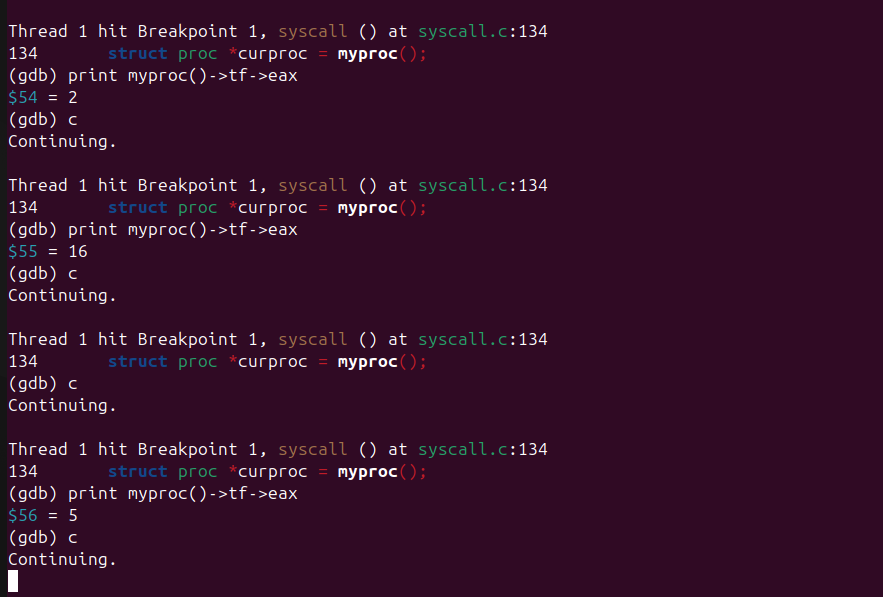 Thread 1 hit Breakpoint 1, syscall () at syscall.c:134
134       struct proc *curproc = myproc();
(gdb) print myproc()->tf->eax
$54 = 2
(gdb) c
Continuing.

Thread 1 hit Breakpoint 1, syscall () at syscall.c:134
134       struct proc *curproc = myproc();
(gdb) print myproc()->tf->eax
$55 = 16
(gdb) c
Continuing.

Thread 1 hit Breakpoint 1, syscall () at syscall.c:134
134       struct proc *curproc = myproc();
(gdb) c
Continuing.

Thread 1 hit Breakpoint 1, syscall () at syscall.c:134
134       struct proc *curproc = myproc();
(gdb) print myproc()->tf->eax
$56 = 5
(gdb) c
Continuing.